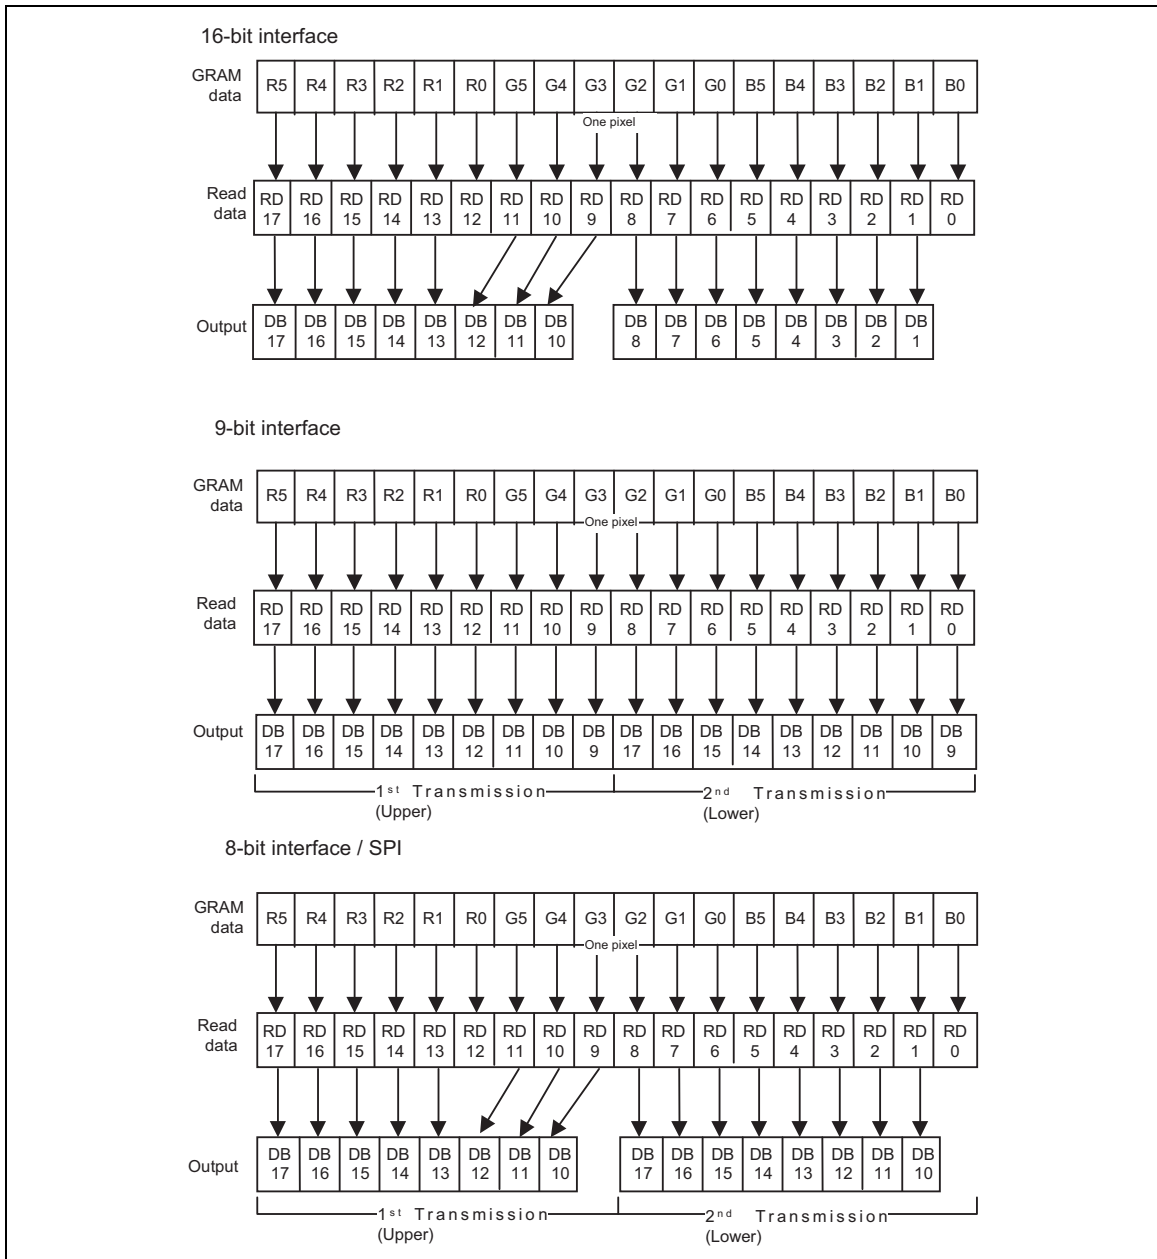 16-bit interface
GRAM data R5 R4 R3 R2 R1 R0 G5 G4 G3 G2 G1 G0 B5 B4 B3 B2 B1 B0
One pixel
Read data RD 17 RD 16 RD 15 RD 14 RD 13 RD 12 RD 11 RD 10 RD 9 RD 8 RD 7 RD 6 RD 5 RD 4 RD 3 RD 2 RD 1 RD 0
Output DB 17 DB 16 DB 15 DB 14 DB 13 DB 12 DB 11 DB 10 DB 8 DB 7 DB 6 DB 5 DB 4 DB 3 DB 2 DB 1
9-bit interface
GRAM data R5 R4 R3 R2 R1 R0 G5 G4 G3 G2 G1 G0 B5 B4 B3 B2 B1 B0
One pixel
Read data RD 17 RD 16 RD 15 RD 14 RD 13 RD 12 RD 11 RD 10 RD 9 RD 8 RD 7 RD 6 RD 5 RD 4 RD 3 RD 2 RD 1 RD 0
Output DB 17 DB 16 DB 15 DB 14 DB 13 DB 12 DB 11 DB 10 DB 9 DB 17 DB 16 DB 15 DB 14 DB 13 DB 12 DB 11 DB 10 DB 9
1st Transmission 2nd Transmission
(Upper) (Lower)
8-bit interface / SPI
GRAM data R5 R4 R3 R2 R1 R0 G5 G4 G3 G2 G1 G0 B5 B4 B3 B2 B1 B0
One pixel
Read data RD 17 RD 16 RD 15 RD 14 RD 13 RD 12 RD 11 RD 10 RD 9 RD 8 RD 7 RD 6 RD 5 RD 4 RD 3 RD 2 RD 1 RD 0
Output DB 17 DB 16 DB 15 DB 14 DB 13 DB 12 DB 11 DB 10 DB 17 DB 16 DB 15 DB 14 DB 13 DB 12 DB 11 DB 10
1st Transmission 2nd Transmission
(Upper) (Lower)